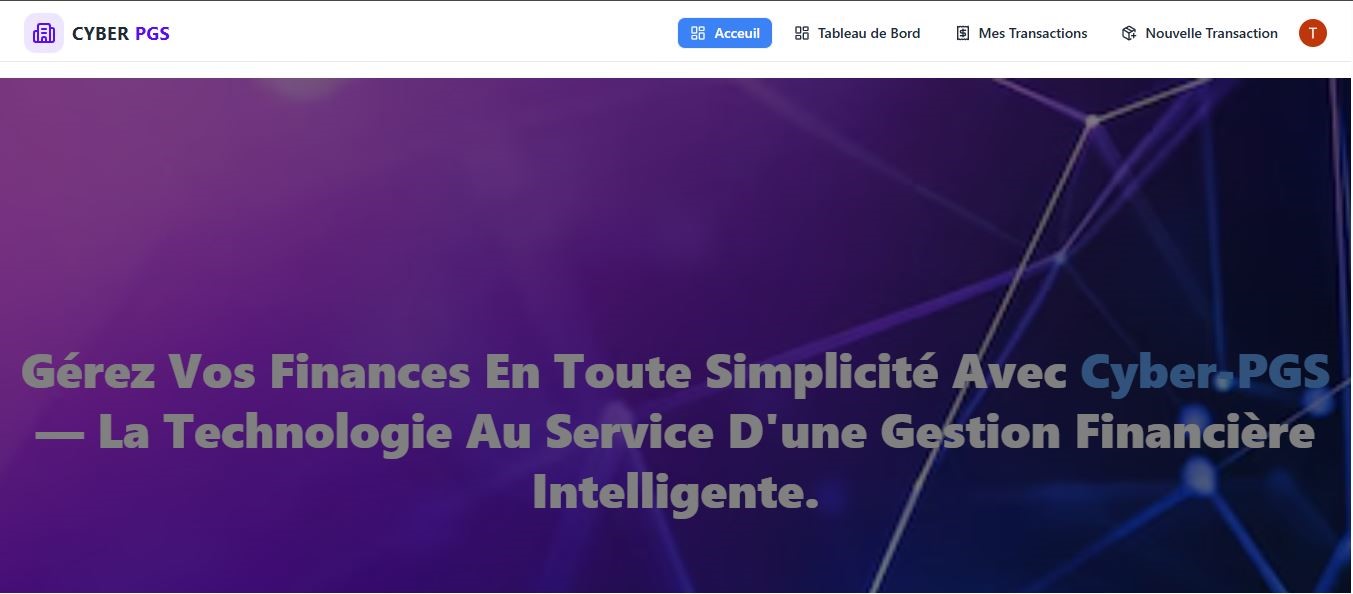 CYBER PGS
Acceuil
Tableau de Bord
Mes Transactions
Nouvelle Transaction
T
Gérez Vos Finances En Toute Simplicité Avec Cyber-PGS
— La Technologie Au Service D'une Gestion Financière
Intelligente.